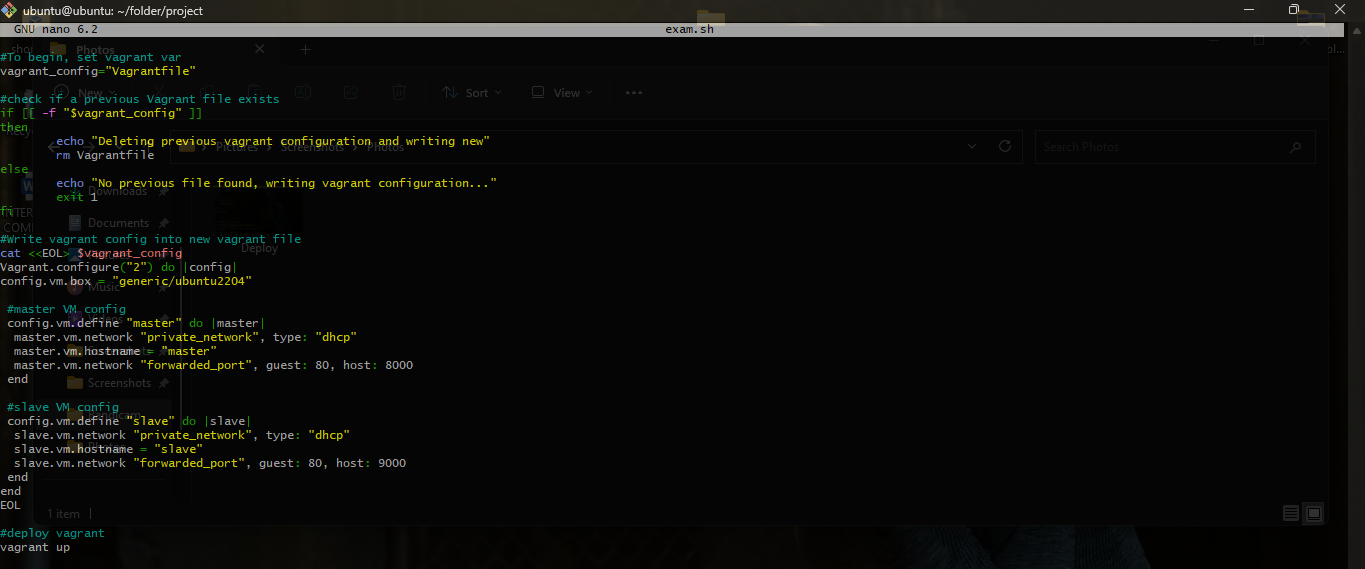 ubuntu@ubuntu: ~/folder/project
GNU nano 6.2 exam.sh
#To begin, set vagrant var
vagrant_config="Vagrantfile"
#check if a previous Vagrant file exists
if [[ -f "$vagrant_config" ]]
then
echo "Deleting previous vagrant configuration and writing new"
rm Vagrantfile
else
echo "No previous file found, writing vagrant configuration..."
exit 1
fi
#Write vagrant config into new vagrant file
cat <<EOL> $vagrant_config
Vagrant.configure("2") do |config|
config.vm.box = "generic/ubuntu2204"
#master VM config
config.vm.define "master" do |master|
master.vm.network "private_network", type: "dhcp"
master.vm.hostname = "master"
master.vm.network "forwarded_port", guest: 80, host: 8000
end
#slave VM config
config.vm.define "slave" do |slave|
slave.vm.network "private_network", type: "dhcp"
slave.vm.hostname = "slave"
slave.vm.network "forwarded_port", guest: 80, host: 9000
end
end
EOL
#deploy vagrant
vagrant up
Photos
New
Sort
View
Pictures
Screenshots
Photos
Search Photos
Downloads
Documents
Music
Screenshots
Deploy
1 item